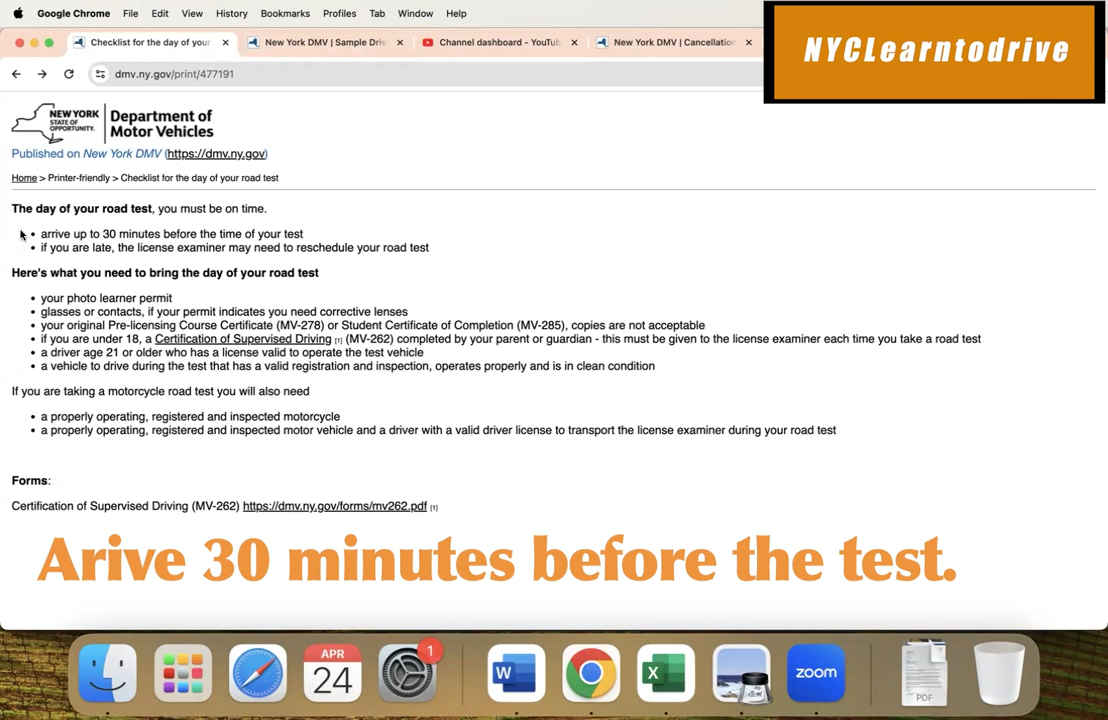 Google Chrome File Edit View History Bookmarks Profiles Tab Window Help
Checklist for the day of your
New York DMV | Sample Driv
Channel dashboard - YouTub
New York DMV | Cancellation
NYCLearntodrive
dmv.ny.gov/print/477191
NEW YORK
STATE OF
OPPORTUNITY.
Department of
Motor Vehicles
Published on New York DMV (https://dmv.ny.gov)
Home > Printer-friendly > Checklist for the day of your road test
The day of your road test, you must be on time.
• arrive up to 30 minutes before the time of your test
• if you are late, the license examiner may need to reschedule your road test
Here's what you need to bring the day of your road test
• your photo learner permit
• glasses or contacts, if your permit indicates you need corrective lenses
• your original Pre-licensing Course Certificate (MV-278) or Student Certificate of Completion (MV-285), copies are not acceptable
• if you are under 18, a Certification of Supervised Driving [1] (MV-262) completed by your parent or guardian - this must be given to the license examiner each time you take a road test
• a driver age 21 or older who has a license valid to operate the test vehicle
• a vehicle to drive during the test that has a valid registration and inspection, operates properly and is in clean condition
If you are taking a motorcycle road test you will also need
• a properly operating, registered and inspected motorcycle
• a properly operating, registered and inspected motor vehicle and a driver with a valid driver license to transport the license examiner during your road test
Forms:
Certification of Supervised Driving (MV-262) https://dmv.ny.gov/forms/mv262.pdf [1]
Arive 30 minutes before the test.
APR
24
1
W
X
zoom
PDF